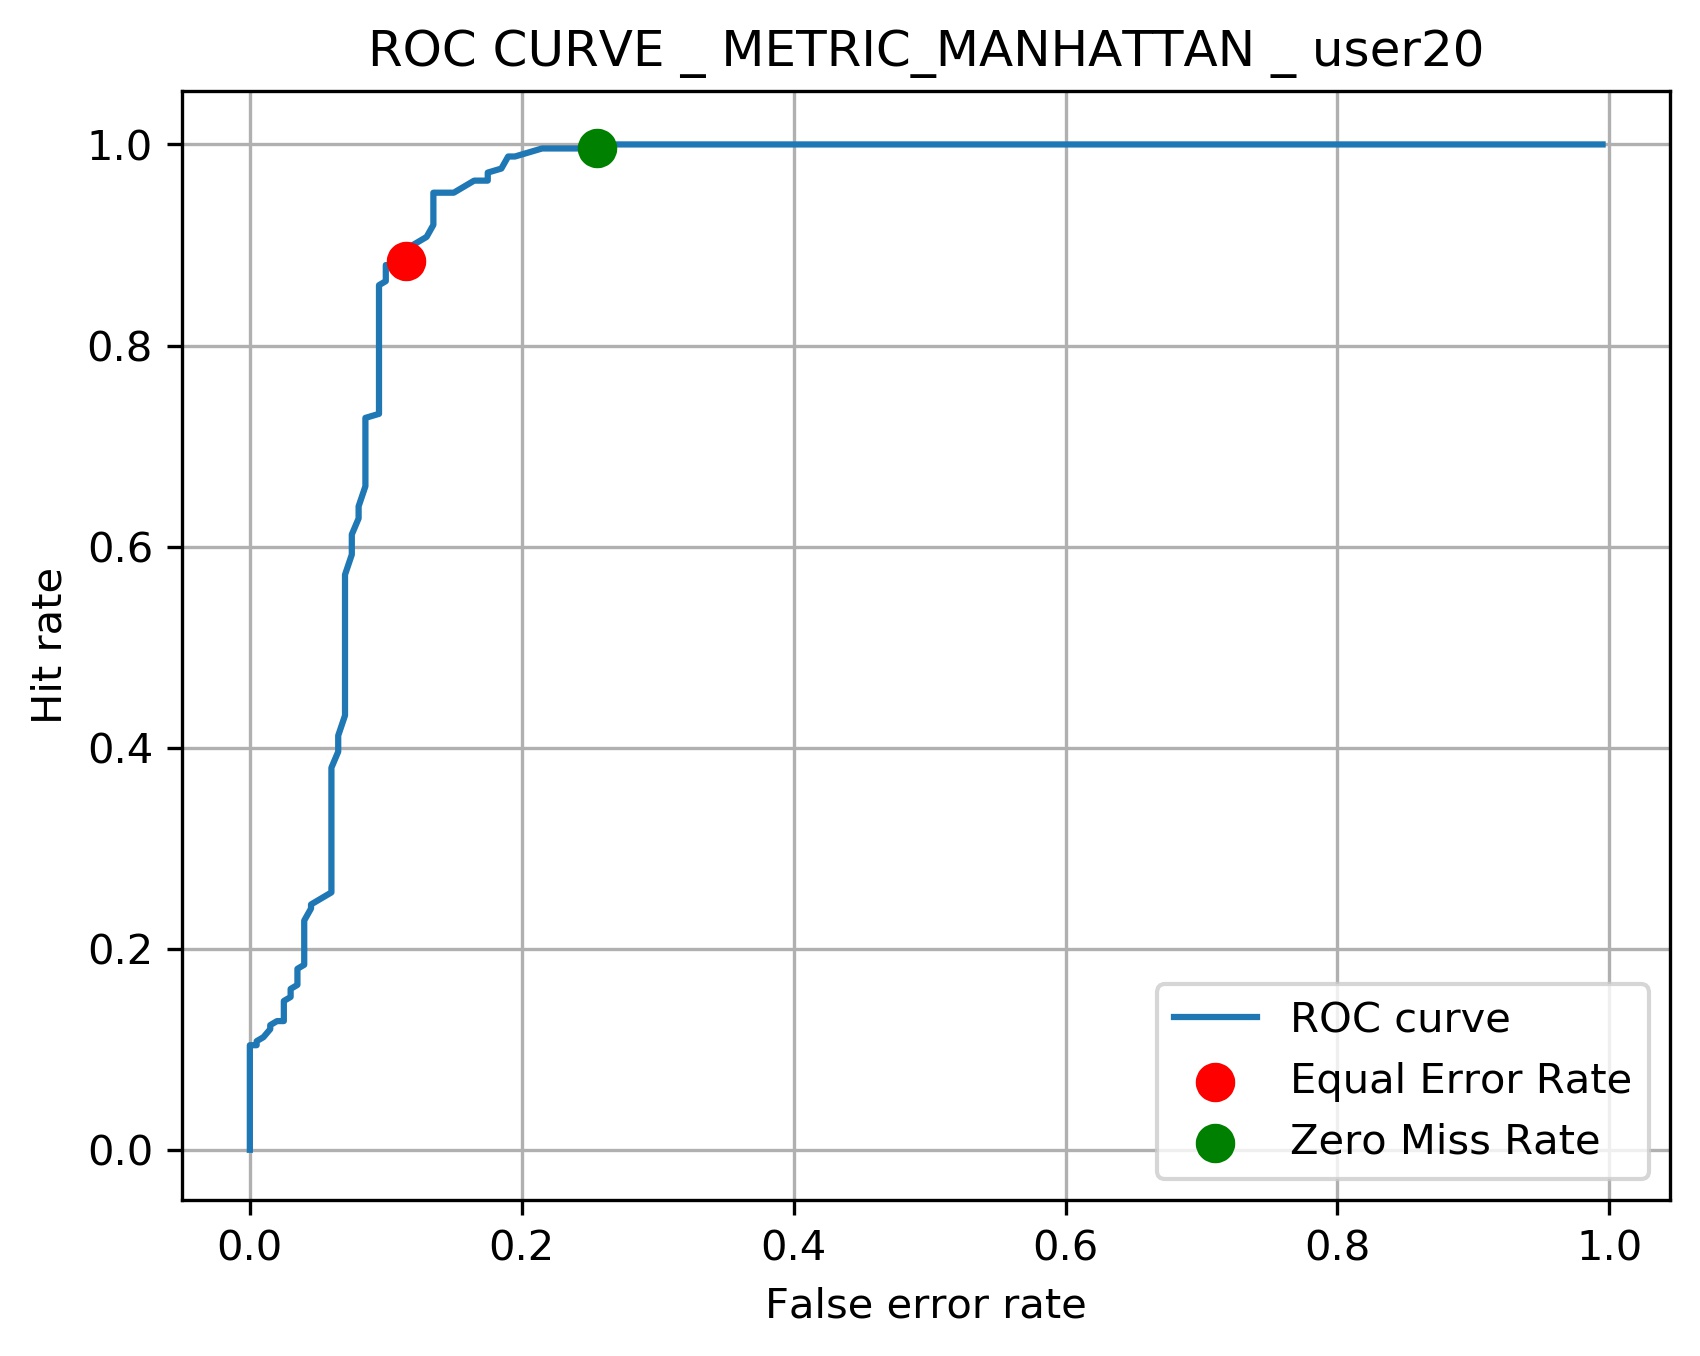 ROC CURVE _ METRIC_MANHATTAN _ user20
1.0
0.8
0.6
0.4
0.2
0.0
Hit rate
ROC curve
Equal Error Rate
Zero Miss Rate
0.0 0.2 0.4 0.6 0.8 1.0
False error rate